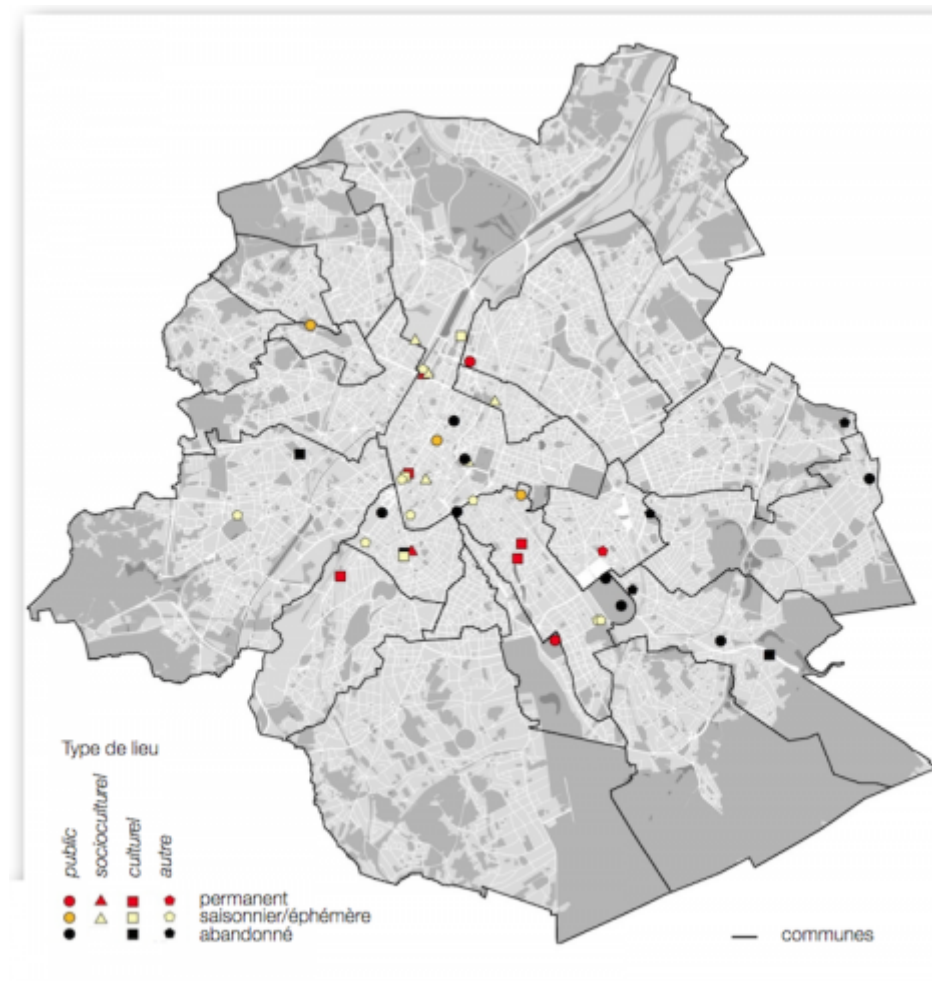 Type de lieu
public
socioculturel
culturel
autre
permanent
saisonnier/éphémère
abandonné
communes